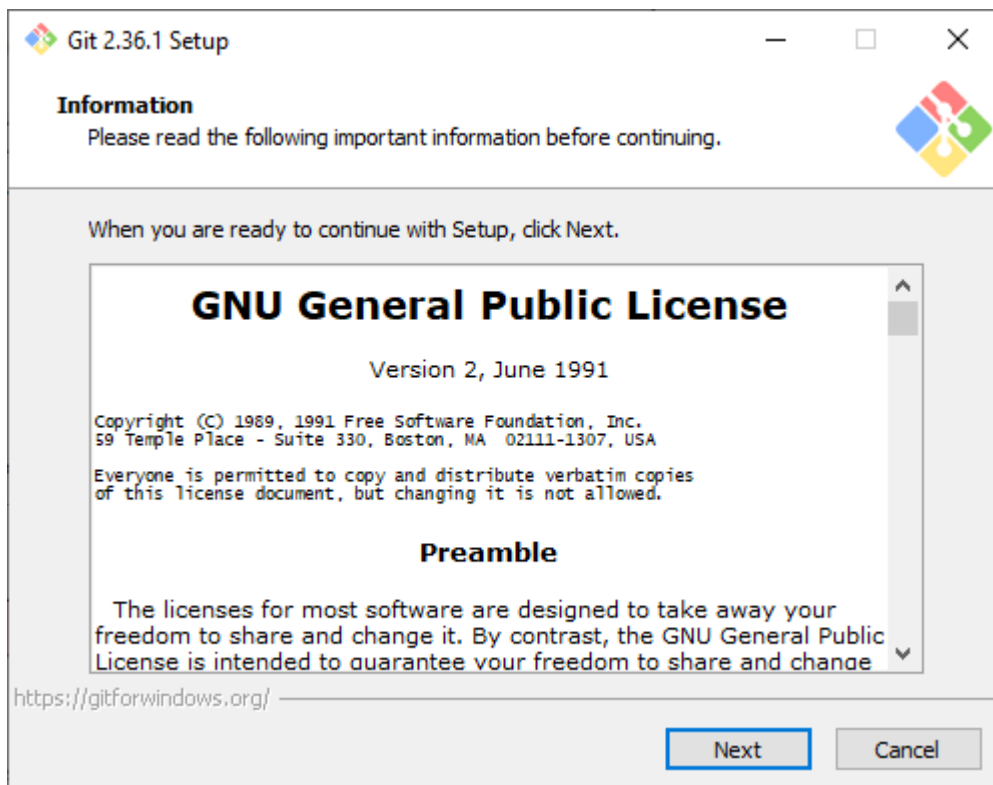 Git 2.36.1 Setup
Information
Please read the following important information before continuing.
When you are ready to continue with Setup, click Next.
GNU General Public License
Version 2, June 1991
Copyright (C) 1989, 1991 Free Software Foundation, Inc.
59 Temple Place - Suite 330, Boston, MA  02111-1307, USA
Everyone is permitted to copy and distribute verbatim copies
of this license document, but changing it is not allowed.
Preamble
The licenses for most software are designed to take away your
freedom to share and change it. By contrast, the GNU General Public
License is intended to guarantee your freedom to share and change
https://gitforwindows.org/
Next
Cancel